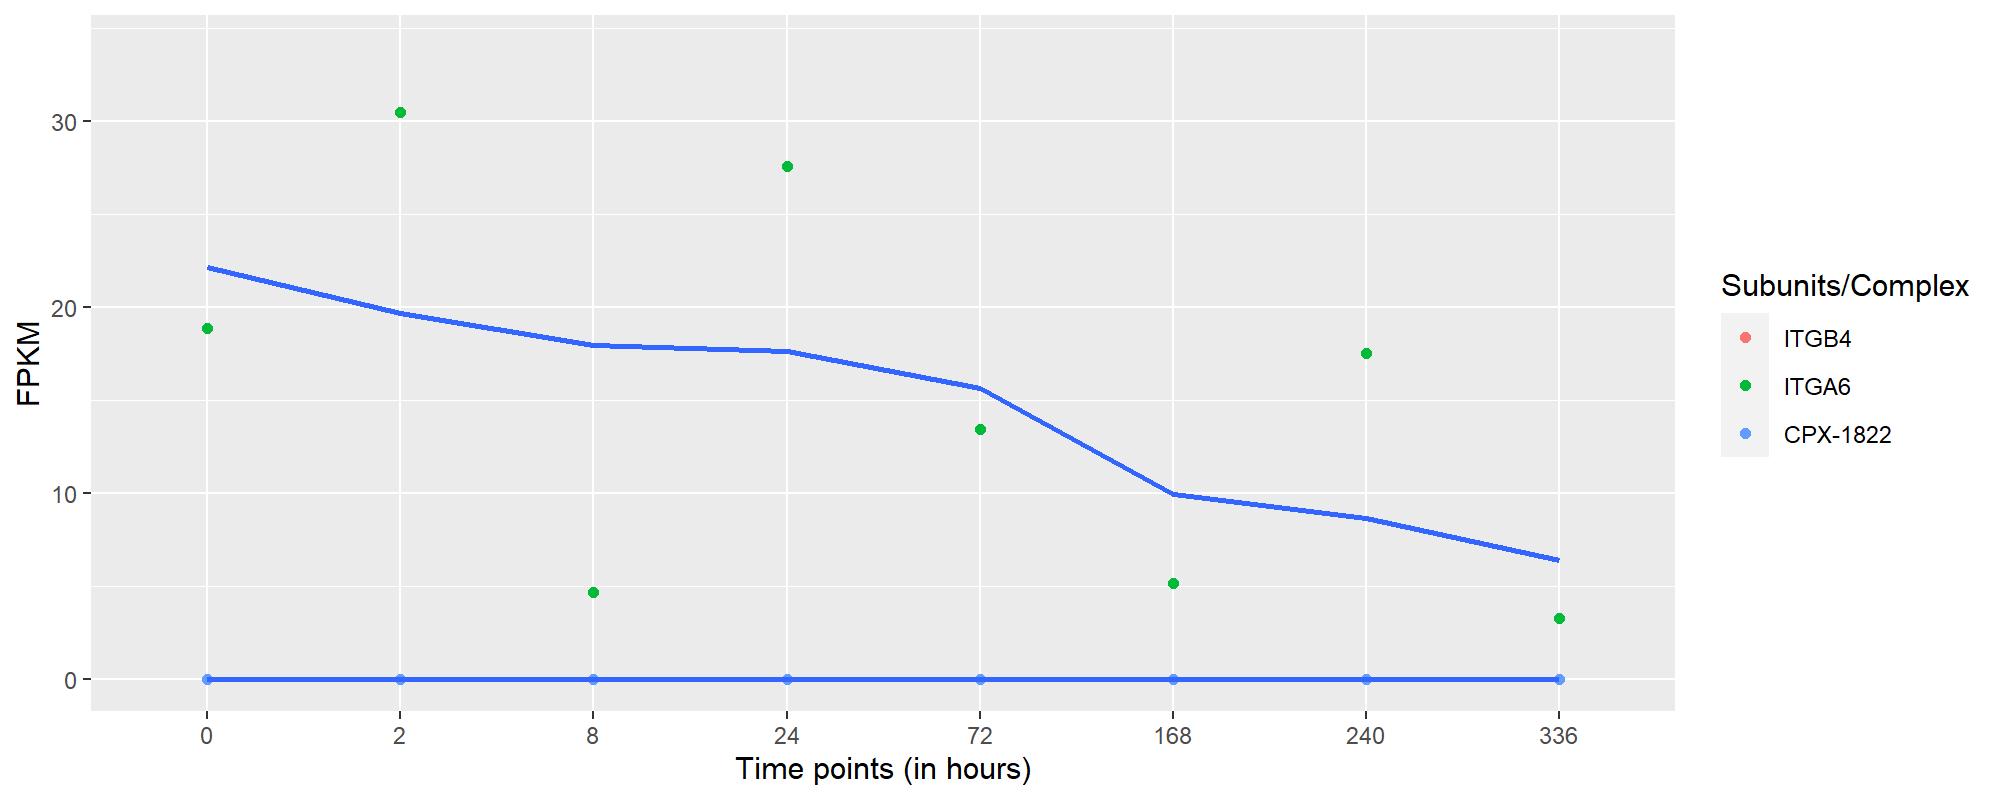 30
20
10
0
FPKM
0 2 8 24 72 168 240 336
Time points (in hours)
Subunits/Complex
ITGB4
ITGA6
CPX-1822